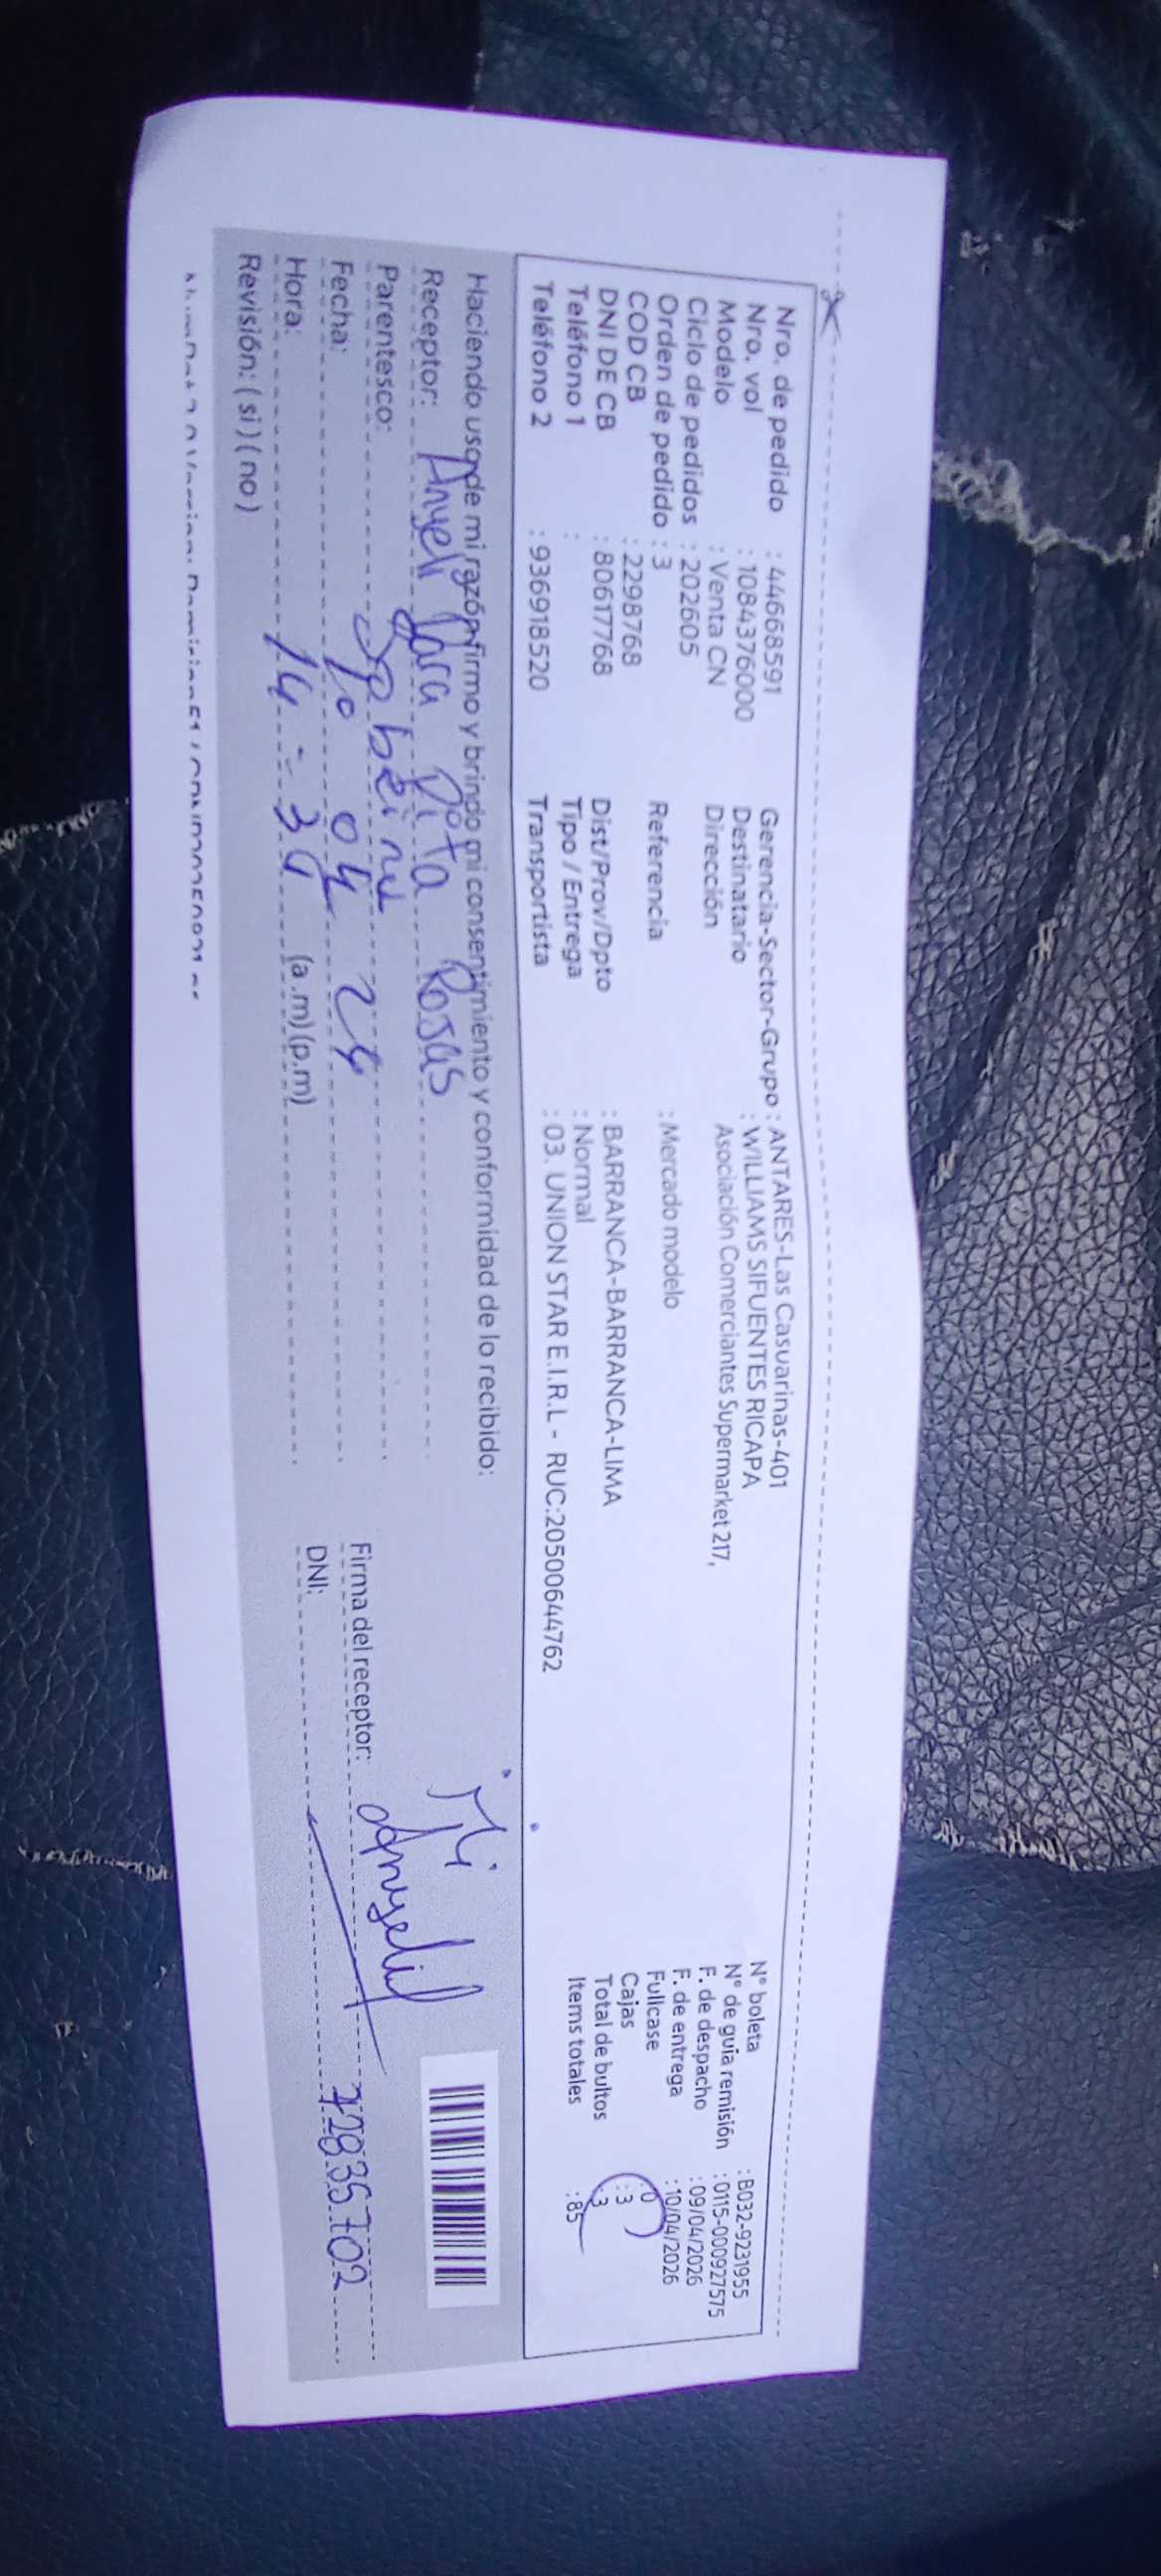 Nro. de pedido : 44668591
Nro. vol : 1084376000
Modelo : Venta CN
Ciclo de pedidos : 202605
Orden de pedido : 3
COD CB : 2298768
DNI DE CB : 80617768
Teléfono 1 :
Teléfono 2 : 936918520
Gerencia-Sector-Grupo : ANTARES-Las Casuarinas-401
Destinatario : WILLIAMS SIFUENTES RICAPA
Dirección Asociación Comerciantes Supermarket 217,
Referencia : Mercado modelo
Dist/Prov/Dpto : BARRANCA-BARRANCA-LIMA
Tipo / Entrega : Normal
Transportista : 03. UNION STAR E.I.R.L - RUC:20500644762
N° boleta : B032-9231955
N° de guía remisión : 0115-000927575
F. de despacho : 09/04/2026
F. de entrega : 10/04/2026
Fullcase : 0
Cajas : 3
Total de bultos : 3
Items totales : 85
Haciendo uso de mi razón firmo y brindo mi consentimiento y conformidad de lo recibido:
Receptor: Anyeli Jara Pita Rosas
Parentesco:
Fecha: 10 04
Hora: 14 : 30 (a.m) (p.m)
Revisión: ( si ) ( no )
Firma del receptor:
DNI: 72835702